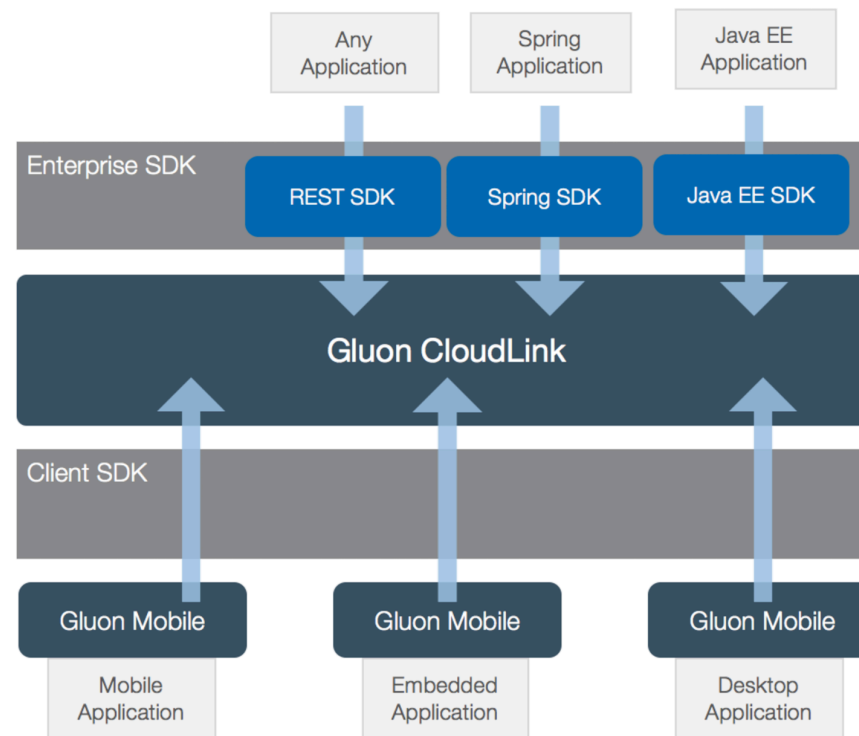 Any
Application
Spring
Application
Java EE
Application
Enterprise SDK
REST SDK
Spring SDK
Java EE SDK
Gluon CloudLink
Client SDK
Gluon Mobile
Gluon Mobile
Gluon Mobile
Mobile
Application
Embedded
Application
Desktop
Application